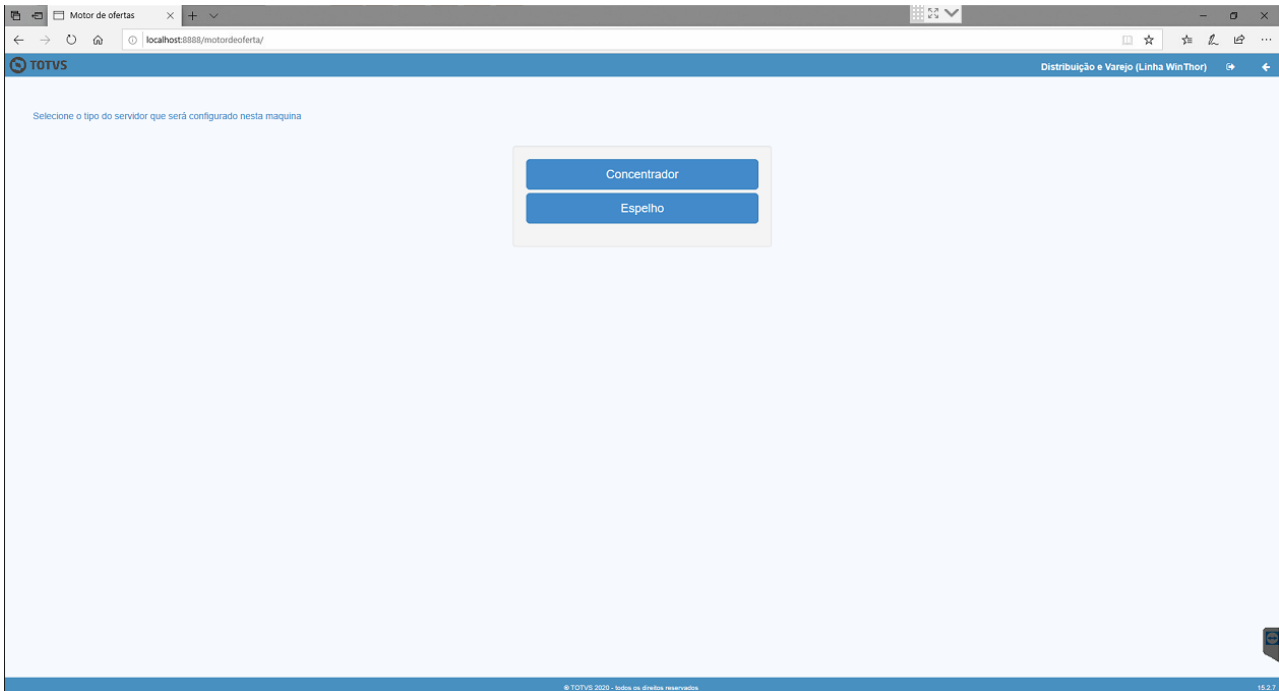 Motor de ofertas
localhost:8888/motordeoferta/
TOTVS
Distribuição e Varejo (Linha WinThor)
Selecione o tipo do servidor que será configurado nesta maquina
Concentrador
Espelho
© TOTVS 2020 - todos os direitos reservados.
15.2.7